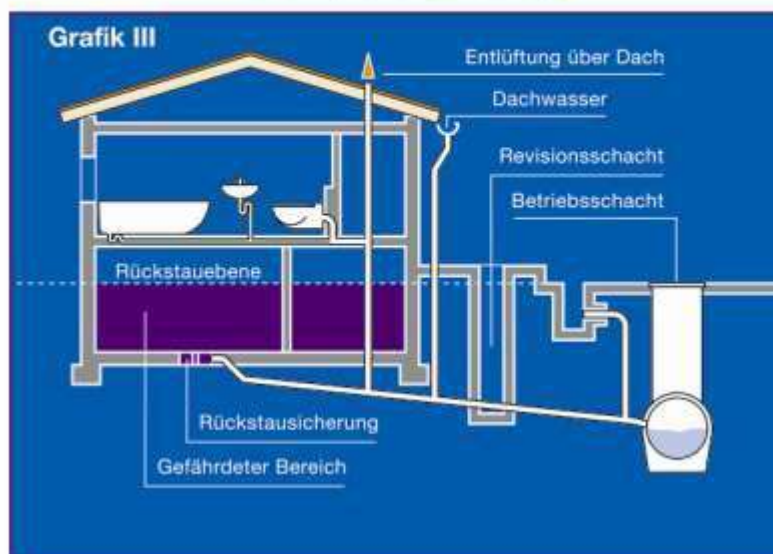 Grafik III
Entlüftung über Dach
Dachwasser
Revisionsschacht
Betriebsschacht
Rückstauebene
Rückstausicherung
Gefährdeter Bereich